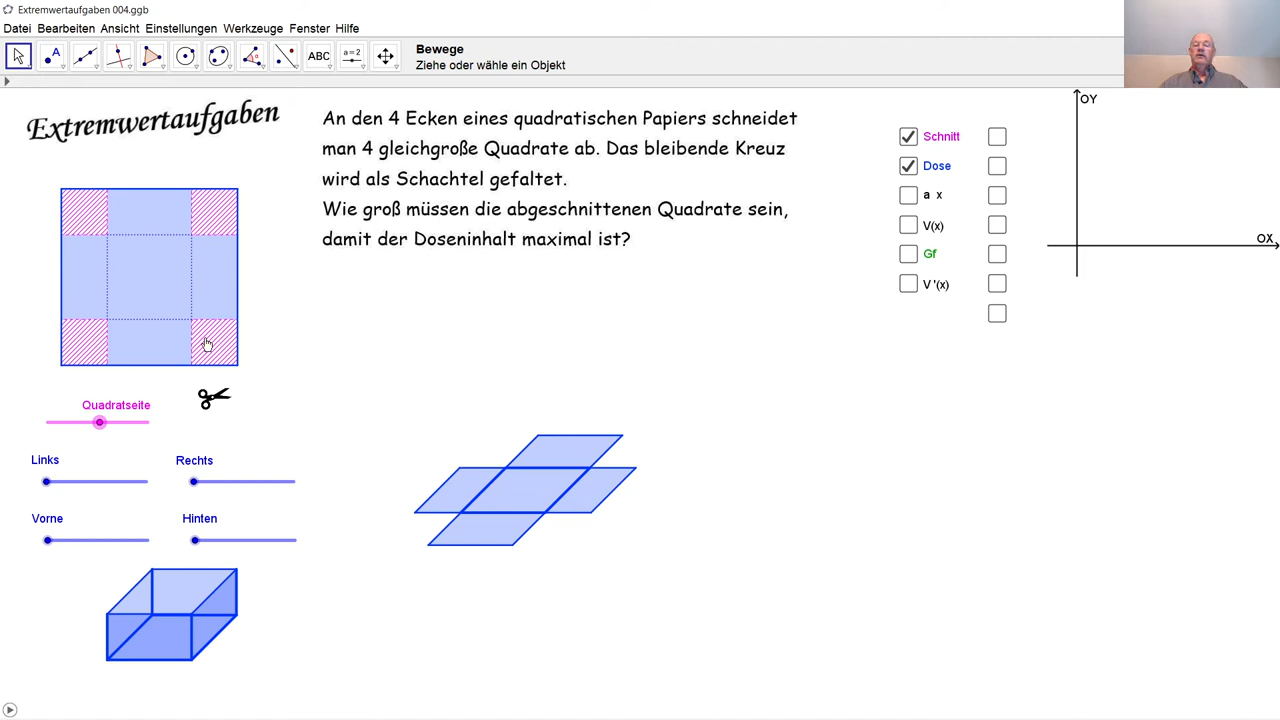 Extremwertaufgaben 004.ggb
Datei Bearbeiten Ansicht Einstellungen Werkzeuge Fenster Hilfe
A
ABC
a = 2
Bewege
Ziehe oder wähle ein Objekt
Extremwertaufgaben
An den 4 Ecken eines quadratischen Papiers schneidet
man 4 gleichgroße Quadrate ab. Das bleibende Kreuz
wird als Schachtel gefaltet.
Wie groß müssen die abgeschnittenen Quadrate sein,
damit der Doseninhalt maximal ist?
Schnitt
Dose
a x
V(x)
Gf
V'(x)
OY
OX
Quadratseite
Links Rechts
Vorne Hinten